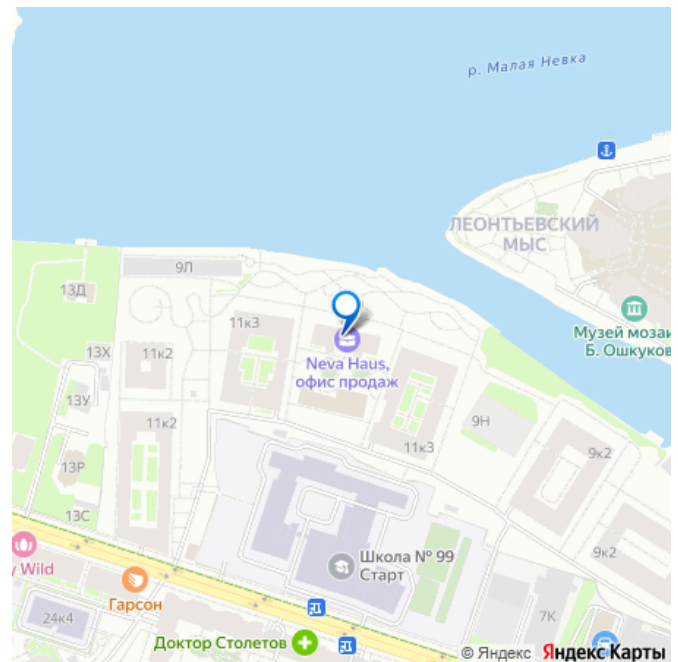 р. Малая Невка
ЛЕОНТЬЕВСКИЙ
МЫС
9Л
13Д
Музей мозаи
Б. Ошкуков
11к3
13Х
11к2
Neva Haus,
офис продаж
13У
11к2
9Н
11к3
9к2
13Р
13С
Школа № 99
Старт
9к2
y Wild
Гарсон
7К
24к4
Доктор Столетов
© Яндекс Яндекс Карты